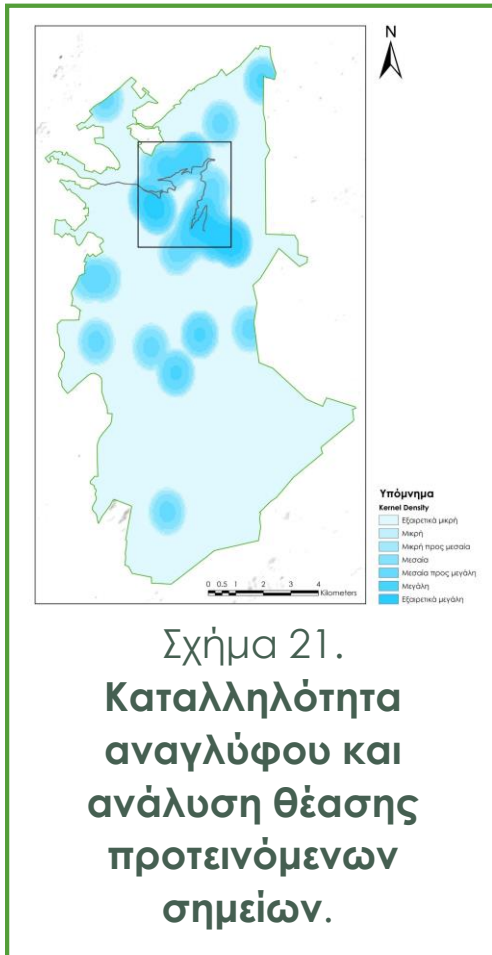 N
Υπόμνημα
Kernel Density
Εξαιρετικά μικρή
Μικρή
Μικρή προς μεσαία
Μεσαία
Μεσαία προς μεγάλη
Μεγάλη
Εξαιρετικά μεγάλη
0 0,5 1 2 3 4
Kilometers
Σχήμα 21.
Καταλληλότητα
αναγλύφου και
ανάλυση θέασης
προτεινόμενων
σημείων.